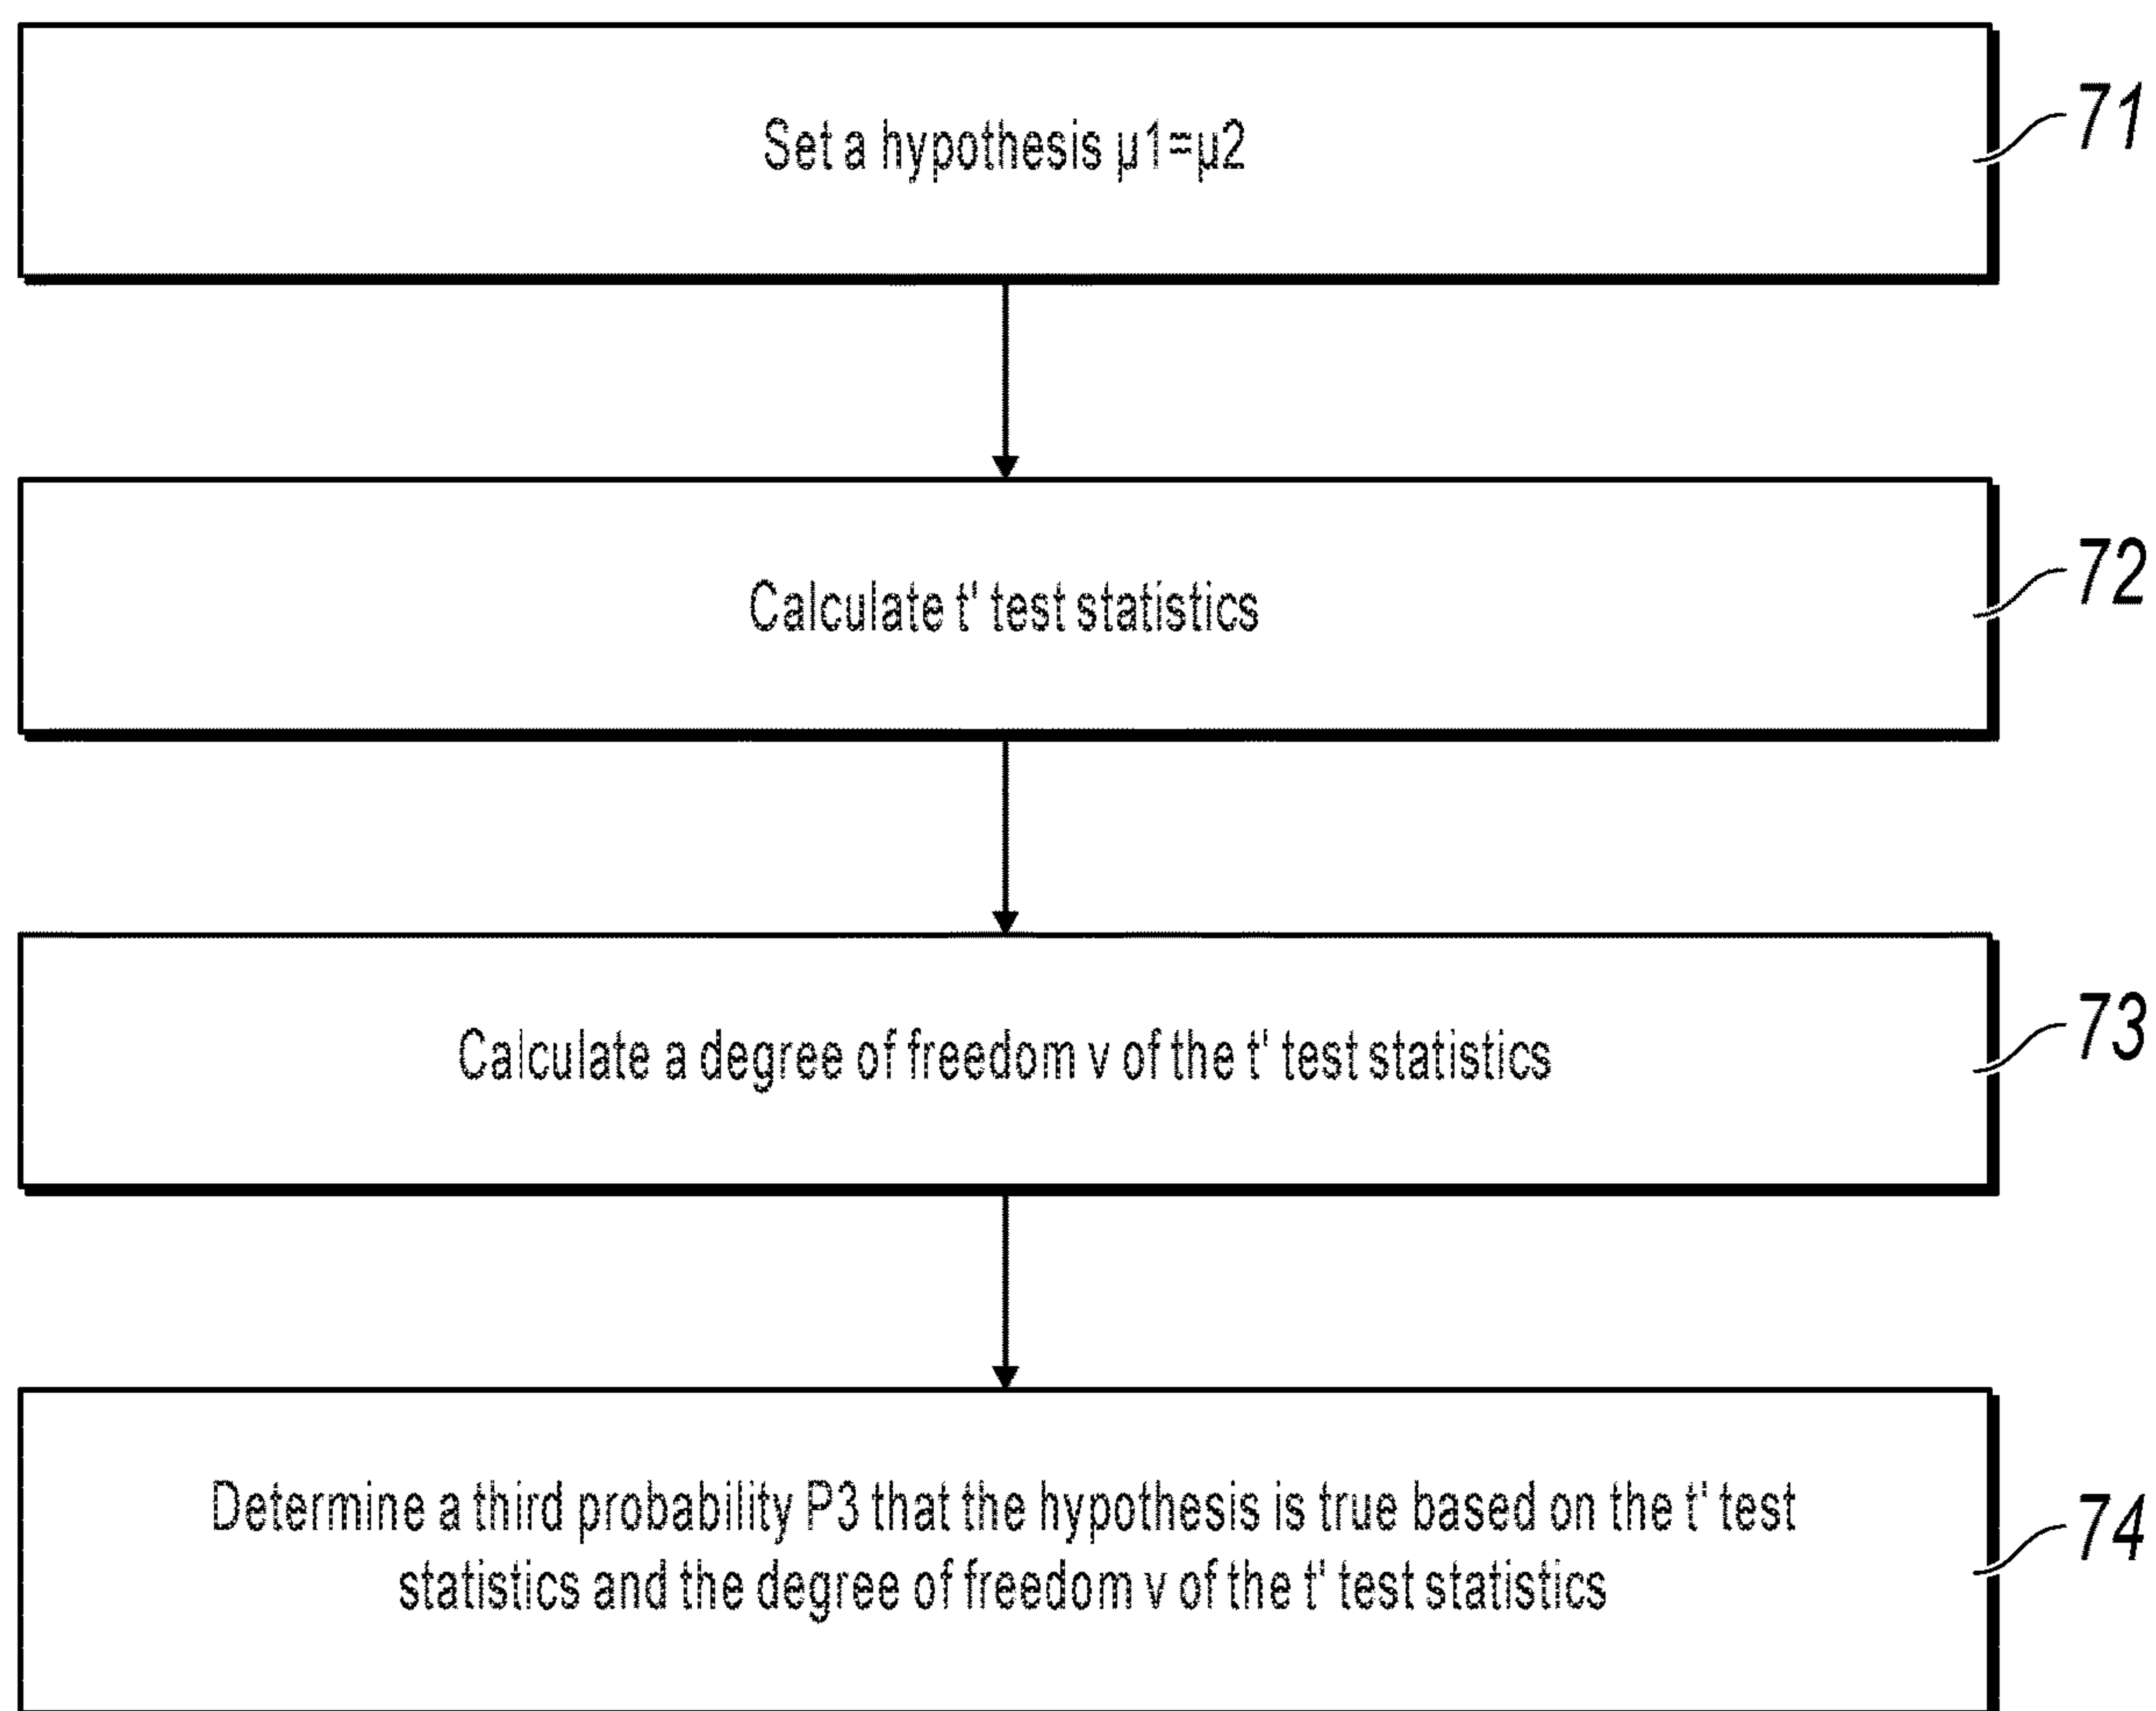 Set a hypothesis μ1=μ2
71
Calculate t' test statistics
72
Calculate a degree of freedom v of the t' test statistics
73
Determine a third probability P3 that the hypothesis is true based on the t' test
statistics and the degree of freedom v of the t' test statistics
74